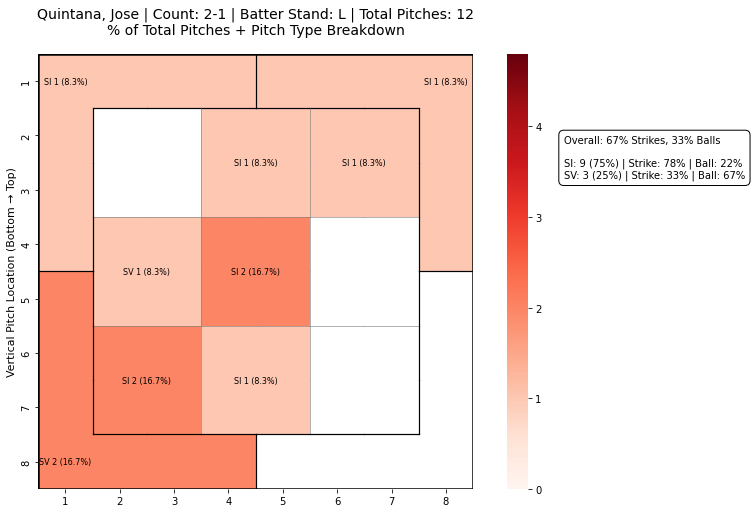 Quintana, Jose | Count: 2-1 | Batter Stand: L | Total Pitches: 12
% of Total Pitches + Pitch Type Breakdown
SI 1 (8.3%)
SI 1 (8.3%)
SI 1 (8.3%)
SI 1 (8.3%)
SV 1 (8.3%)
SI 2 (16.7%)
SI 2 (16.7%)
SI 1 (8.3%)
SV 2 (16.7%)
Vertical Pitch Location (Bottom → Top)
1
2
3
4
5
6
7
8
1
2
3
4
5
6
7
8
4
3
2
1
0
Overall: 67% Strikes, 33% Balls
SI: 9 (75%) | Strike: 78% | Ball: 22%
SV: 3 (25%) | Strike: 33% | Ball: 67%